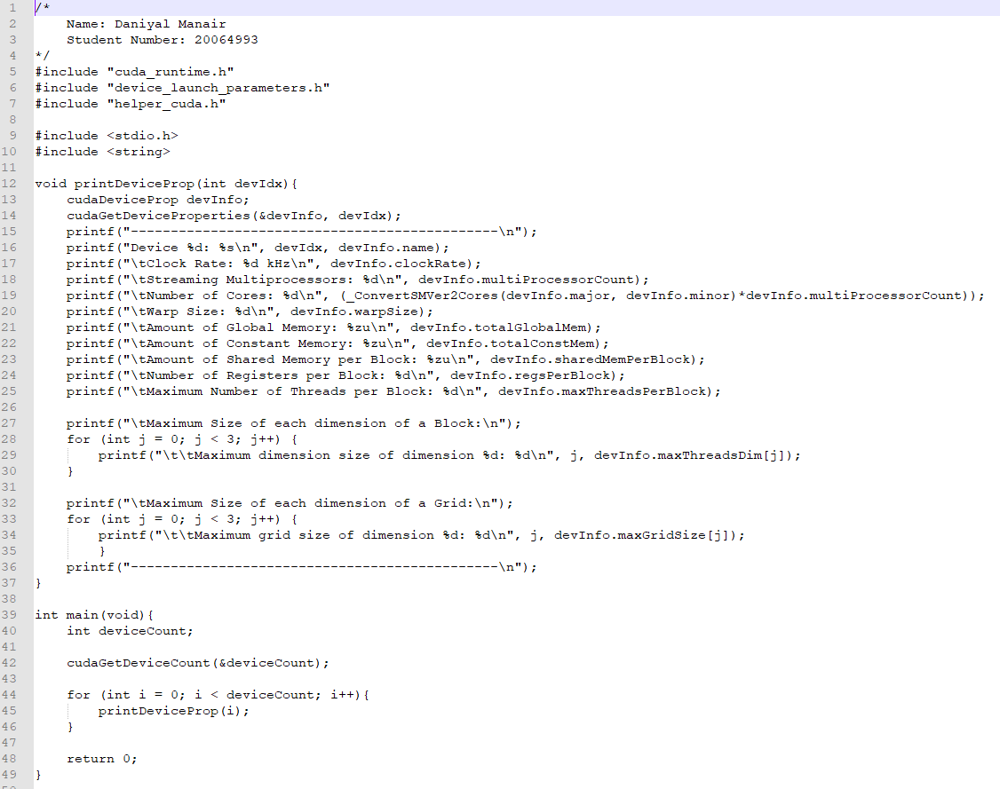 1 /*
2     Name: Daniyal Manair
3     Student Number: 20064993
4 */
5 #include "cuda_runtime.h"
6 #include "device_launch_parameters.h"
7 #include "helper_cuda.h"
8
9 #include <stdio.h>
10 #include <string>
11
12 void printDeviceProp(int devIdx){
13     cudaDeviceProp devInfo;
14     cudaGetDeviceProperties(&devInfo, devIdx);
15     printf("----------------------------------------------\n");
16     printf("Device %d: %s\n", devIdx, devInfo.name);
17     printf("\tClock Rate: %d kHz\n", devInfo.clockRate);
18     printf("\tStreaming Multiprocessors: %d\n", devInfo.multiProcessorCount);
19     printf("\tNumber of Cores: %d\n", (_ConvertSMVer2Cores(devInfo.major, devInfo.minor)*devInfo.multiProcessorCount));
20     printf("\tWarp Size: %d\n", devInfo.warpSize);
21     printf("\tAmount of Global Memory: %zu\n", devInfo.totalGlobalMem);
22     printf("\tAmount of Constant Memory: %zu\n", devInfo.totalConstMem);
23     printf("\tAmount of Shared Memory per Block: %zu\n", devInfo.sharedMemPerBlock);
24     printf("\tNumber of Registers per Block: %d\n", devInfo.regsPerBlock);
25     printf("\tMaximum Number of Threads per Block: %d\n", devInfo.maxThreadsPerBlock);
26
27     printf("\tMaximum Size of each dimension of a Block:\n");
28     for (int j = 0; j < 3; j++) {
29         printf("\t\tMaximum dimension size of dimension %d: %d\n", j, devInfo.maxThreadsDim[j]);
30     }
31
32     printf("\tMaximum Size of each dimension of a Grid:\n");
33     for (int j = 0; j < 3; j++) {
34         printf("\t\tMaximum grid size of dimension %d: %d\n", j, devInfo.maxGridSize[j]);
35         }
36     printf("----------------------------------------------\n");
37 }
38
39 int main(void){
40     int deviceCount;
41
42     cudaGetDeviceCount(&deviceCount);
43
44     for (int i = 0; i < deviceCount; i++){
45         printDeviceProp(i);
46     }
47
48     return 0;
49 }